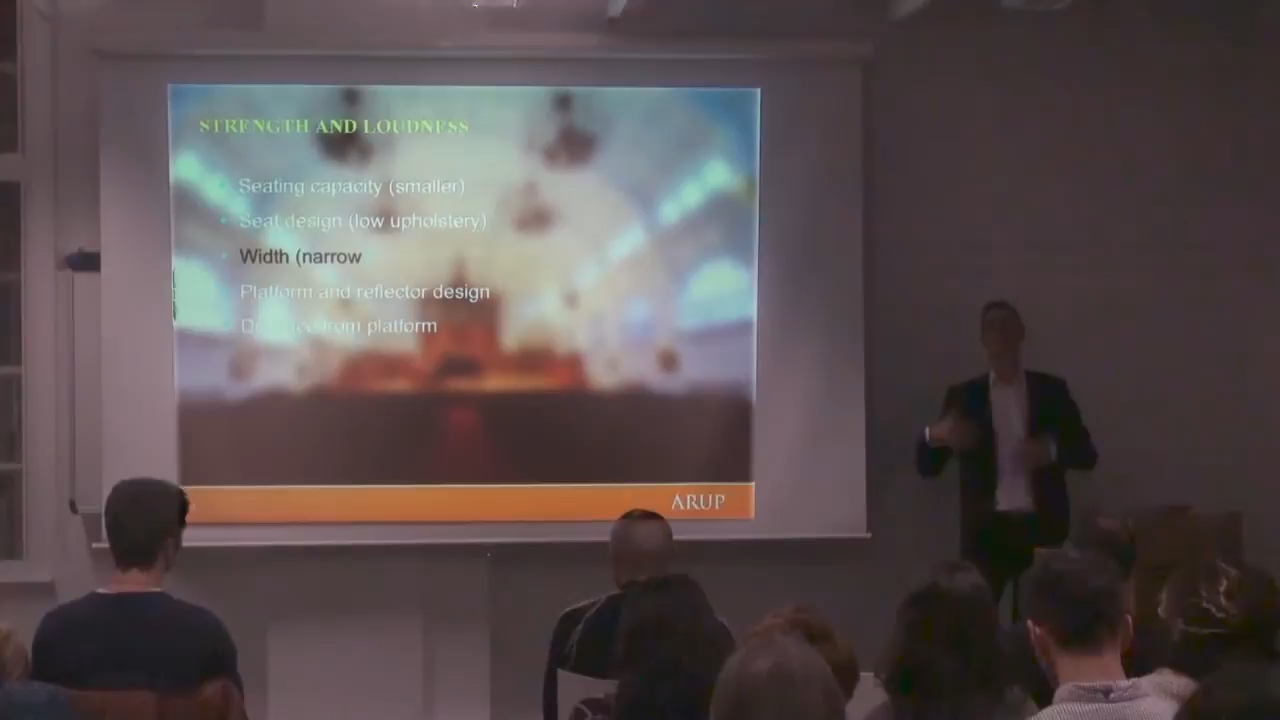 STRENGTH AND LOUDNESS
Seating capacity (smaller)
Seat design (low upholstery)
Width (narrow
Platform and reflector design
from platform
ARUP